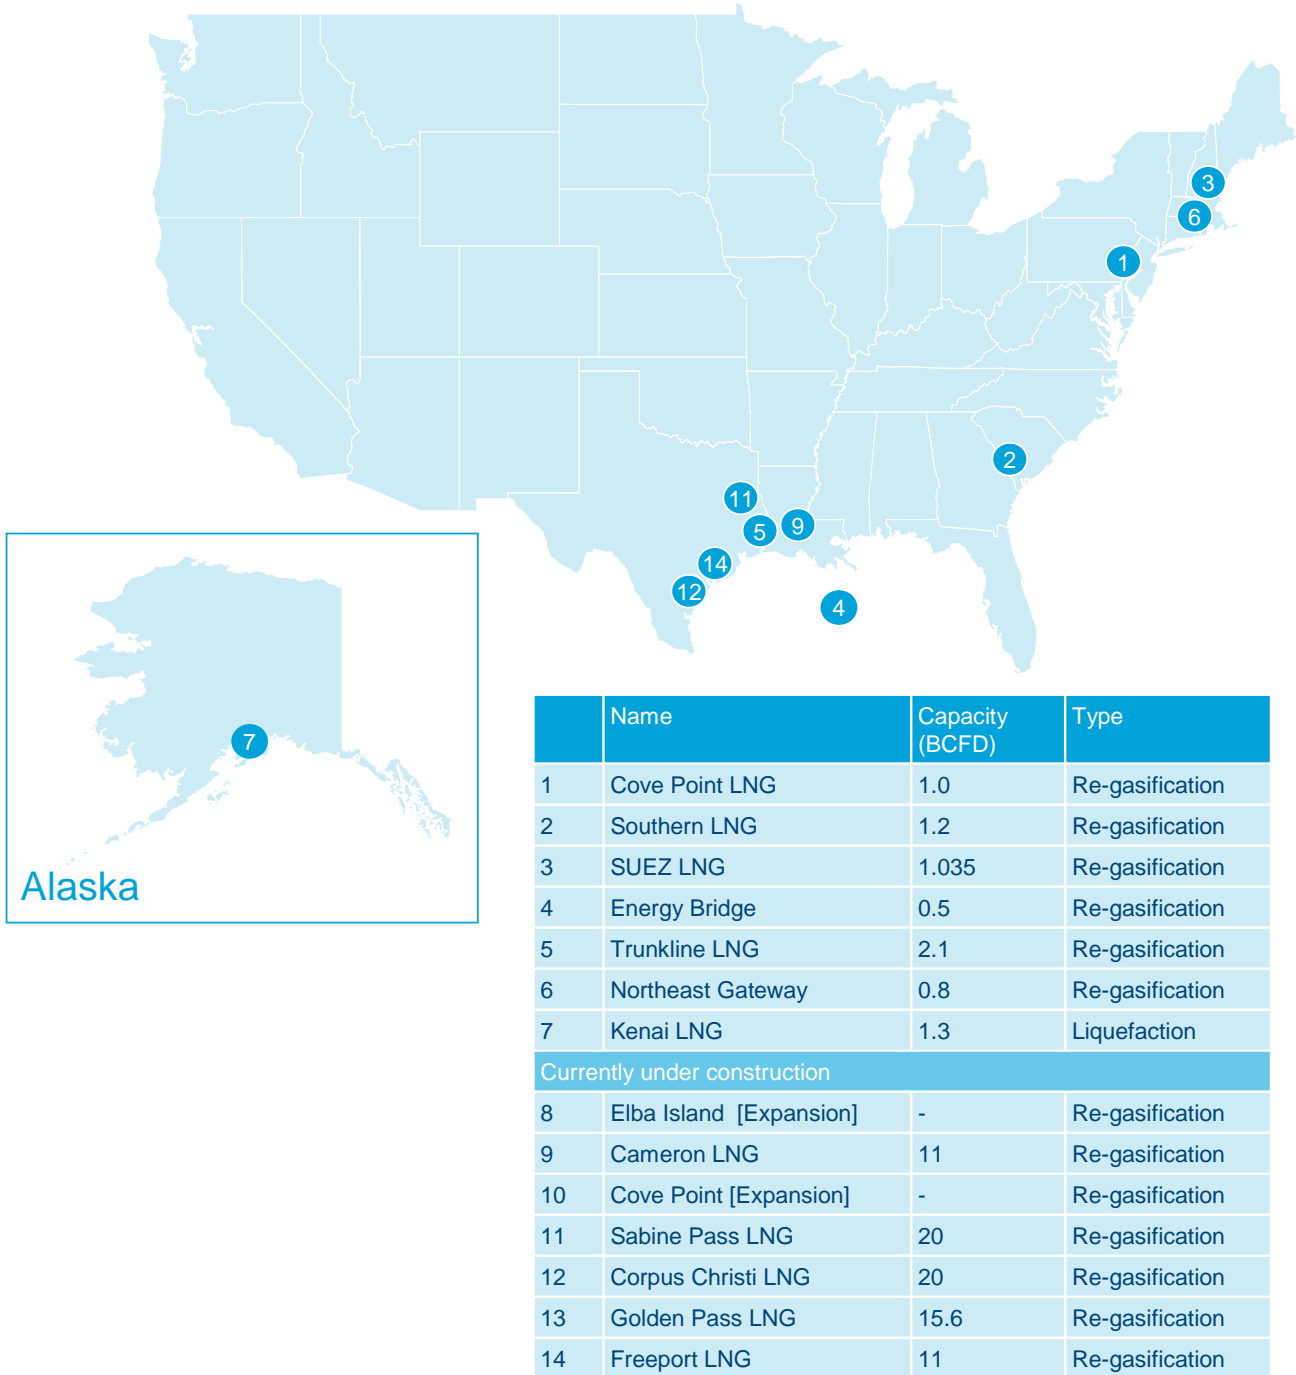 3
6
1
2
11
9
5
14
12
4
7
Alaska
Name Capacity (BCFD) Type
1 Cove Point LNG 1.0 Re-gasification
2 Southern LNG 1.2 Re-gasification
3 SUEZ LNG 1.035 Re-gasification
4 Energy Bridge 0.5 Re-gasification
5 Trunkline LNG 2.1 Re-gasification
6 Northeast Gateway 0.8 Re-gasification
7 Kenai LNG 1.3 Liquefaction
Currently under construction
8 Elba Island [Expansion] - Re-gasification
9 Cameron LNG 11 Re-gasification
10 Cove Point [Expansion] - Re-gasification
11 Sabine Pass LNG 20 Re-gasification
12 Corpus Christi LNG 20 Re-gasification
13 Golden Pass LNG 15.6 Re-gasification
14 Freeport LNG 11 Re-gasification